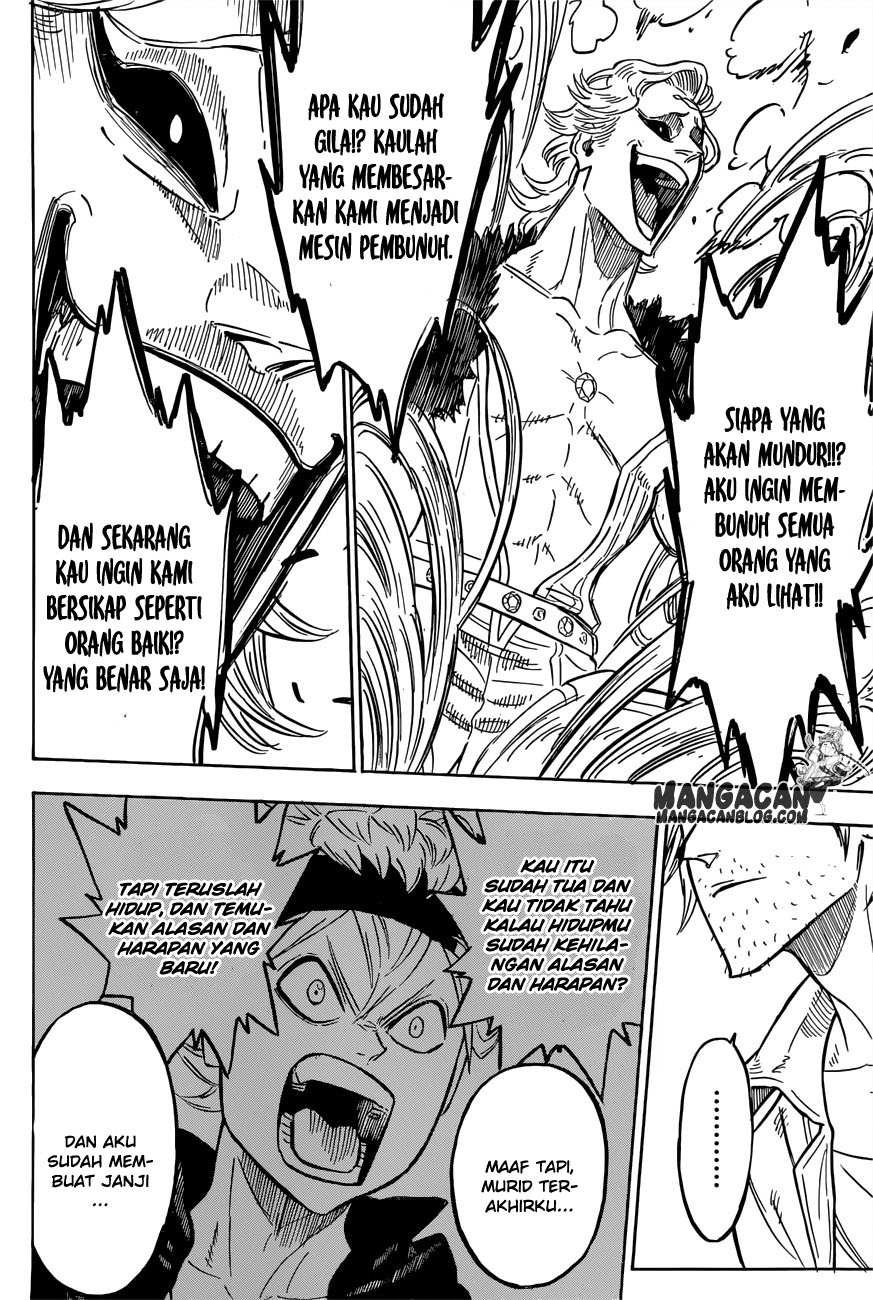 SIAPA YANG
AKAN MUNDUR!!?
AKU INGIN MEM-
BUNUH SEMUA
ORANG YANG
AKU LIHAT!!
APA KAU SUDAH
GILA!? KAULAH
YANG MEMBESAR-
KAN KAMI MENJADI
MESIN PEMBUNUH.
DAN SEKARANG
KAU INGIN KAMI
BERSIKAP SEPERTI
ORANG BAIK!?
YANG BENAR SAJA!
MANGACAN
MANGACANBLOG.COM
..........
KAU ITU
SUDAH TUA DAN
KAU TIDAK TAHU
KALAU HIDUPMU
SUDAH KEHILA-
NGAN ALASAN
DAN HARAPAN?
TAPI TERUSLAH
HIDUP, DAN TEMU-
KAN ALASAN DAN
HARAPAN YANG
BARU!
MAAF TAPI,
MURID TER-
AKHIRKU...
DAN AKU
SUDAH MEM-
BUAT JANJI
...